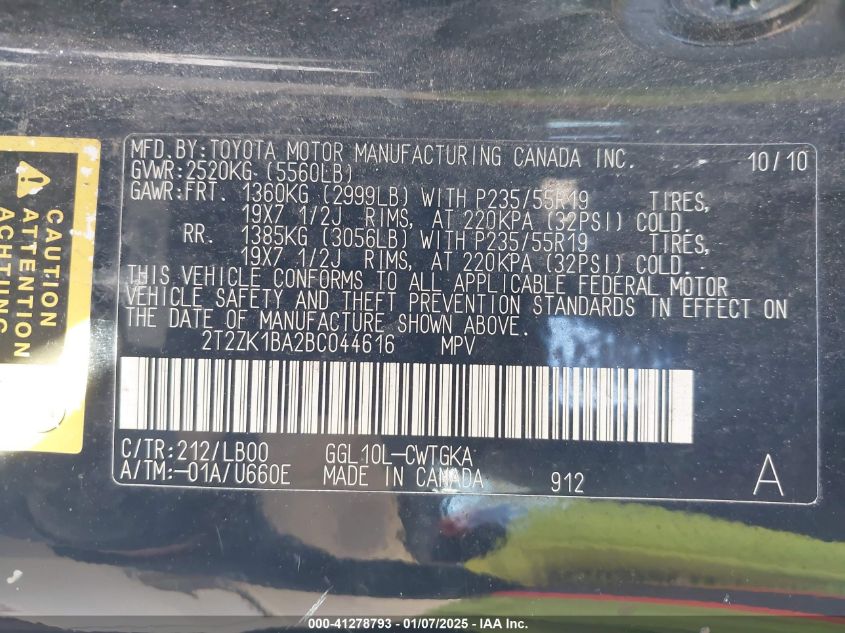 MFD.BY:TOYOTA MOTOR MANUFACTURING CANADA INC. 10/10
GVWR:2520KG (5560LB)
GAWR:FRT. 1360KG (2999LB) WITH P235/55R19 TIRES,
19X7 1/2J RIMS, AT 220KPA (32PSI) COLD.
RR. 1385KG (3056LB) WITH P235/55R19 TIRES,
19X7 1/2J RIMS, AT 220KPA (32PSI) COLD.
THIS VEHICLE CONFORMS TO ALL APPLICABLE FEDERAL MOTOR
VEHICLE SAFETY AND THEFT PREVENTION STANDARDS IN EFFECT ON
THE DATE OF MANUFACTURE SHOWN ABOVE.
2T2ZK1BA2BC044616 MPV
C/TR:212/LB00 GGL10L-CWTGKA
A/TM:-01A/U660E MADE IN CANADA 912 A
CAUTION
ATTENTION
ACHTUNG
000-41278793 - 01/07/2025 - IAA Inc.